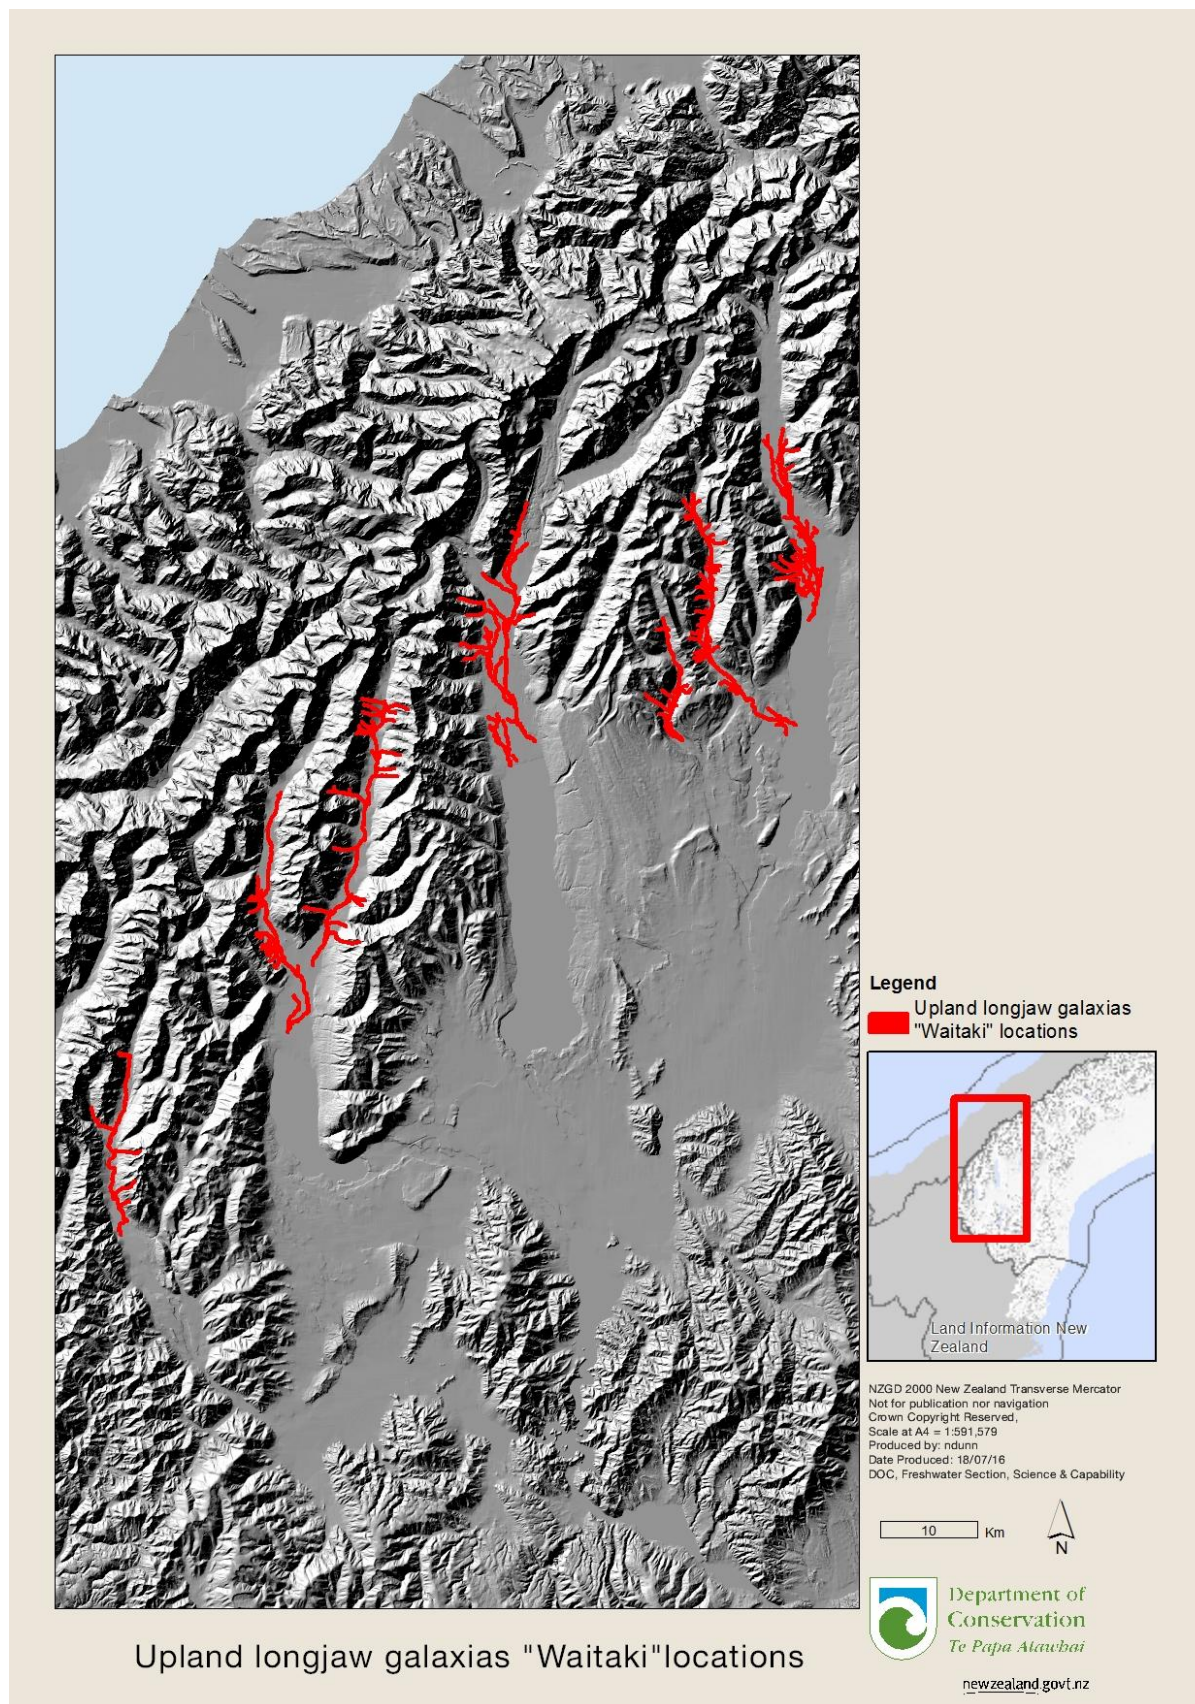 Legend
Upland longjaw galaxias
"Waitaki" locations
Land Information New
Zealand
NZGD 2000 New Zealand Transverse Mercator
Not for publication nor navigation
Crown Copyright Reserved,
Scale at A4 = 1:591,579
Produced by: ndunn
Date Produced: 18/07/16
DOC, Freshwater Section, Science & Capability
10 Km
N
Department of
Conservation
Te Papa Atawhai
newzealand.govt.nz
Upland longjaw galaxias "Waitaki"locations